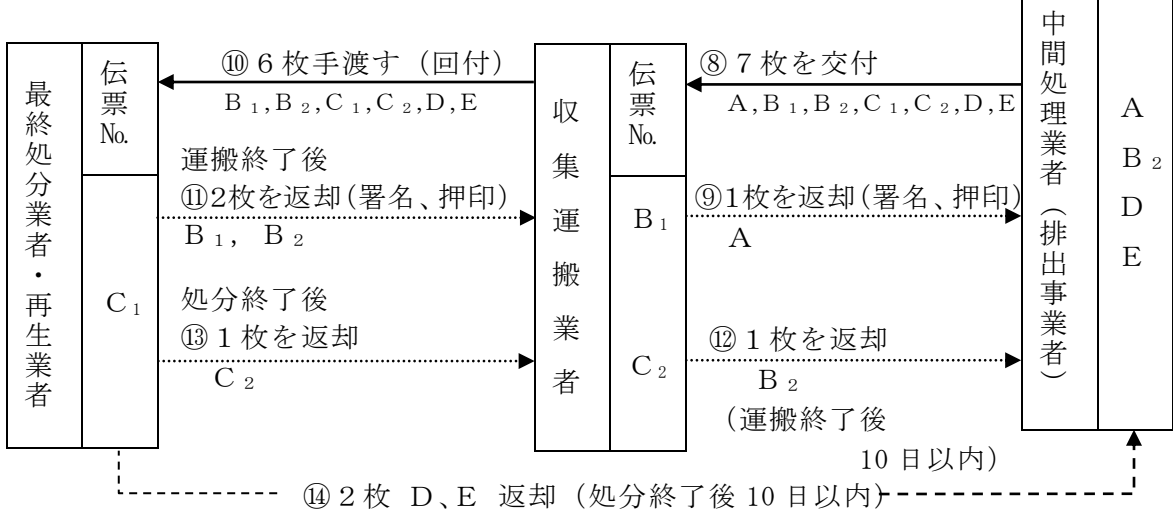 最終処分業者・再生業者
伝票No.
C₁
⑩６枚手渡す（回付）
B₁,B₂,C₁,C₂,D,E
運搬終了後
⑪2枚を返却(署名、押印)
B₁， B₂
処分終了後
⑬１枚を返却
C₂
収集運搬業者
伝票No.
B₁
C₂
⑧７枚を交付
A,B₁,B₂,C₁,C₂,D,E
⑨1枚を返却(署名、押印)
A
⑫１枚を返却
B₂
(運搬終了後
10日以内）
中間処理業者（排出事業者）
A
B₂
D
E
⑭２枚 D、E 返却（処分終了後10日以内）